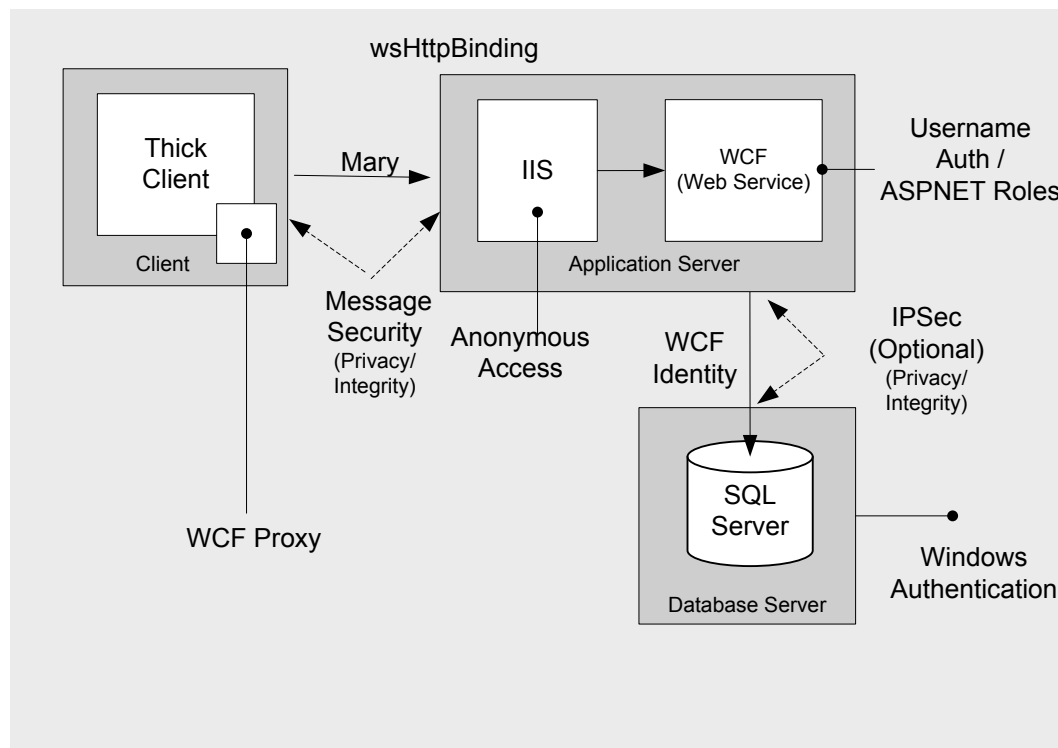 wsHttpBinding
Thick
Client
Client
Mary
IIS
WCF
(Web Service)
Application Server
Username
Auth /
ASPNET Roles
Message
Security
(Privacy/
Integrity)
Anonymous
Access
WCF
Identity
IPSec
(Optional)
(Privacy/
Integrity)
WCF Proxy
SQL
Server
Database Server
Windows
Authentication